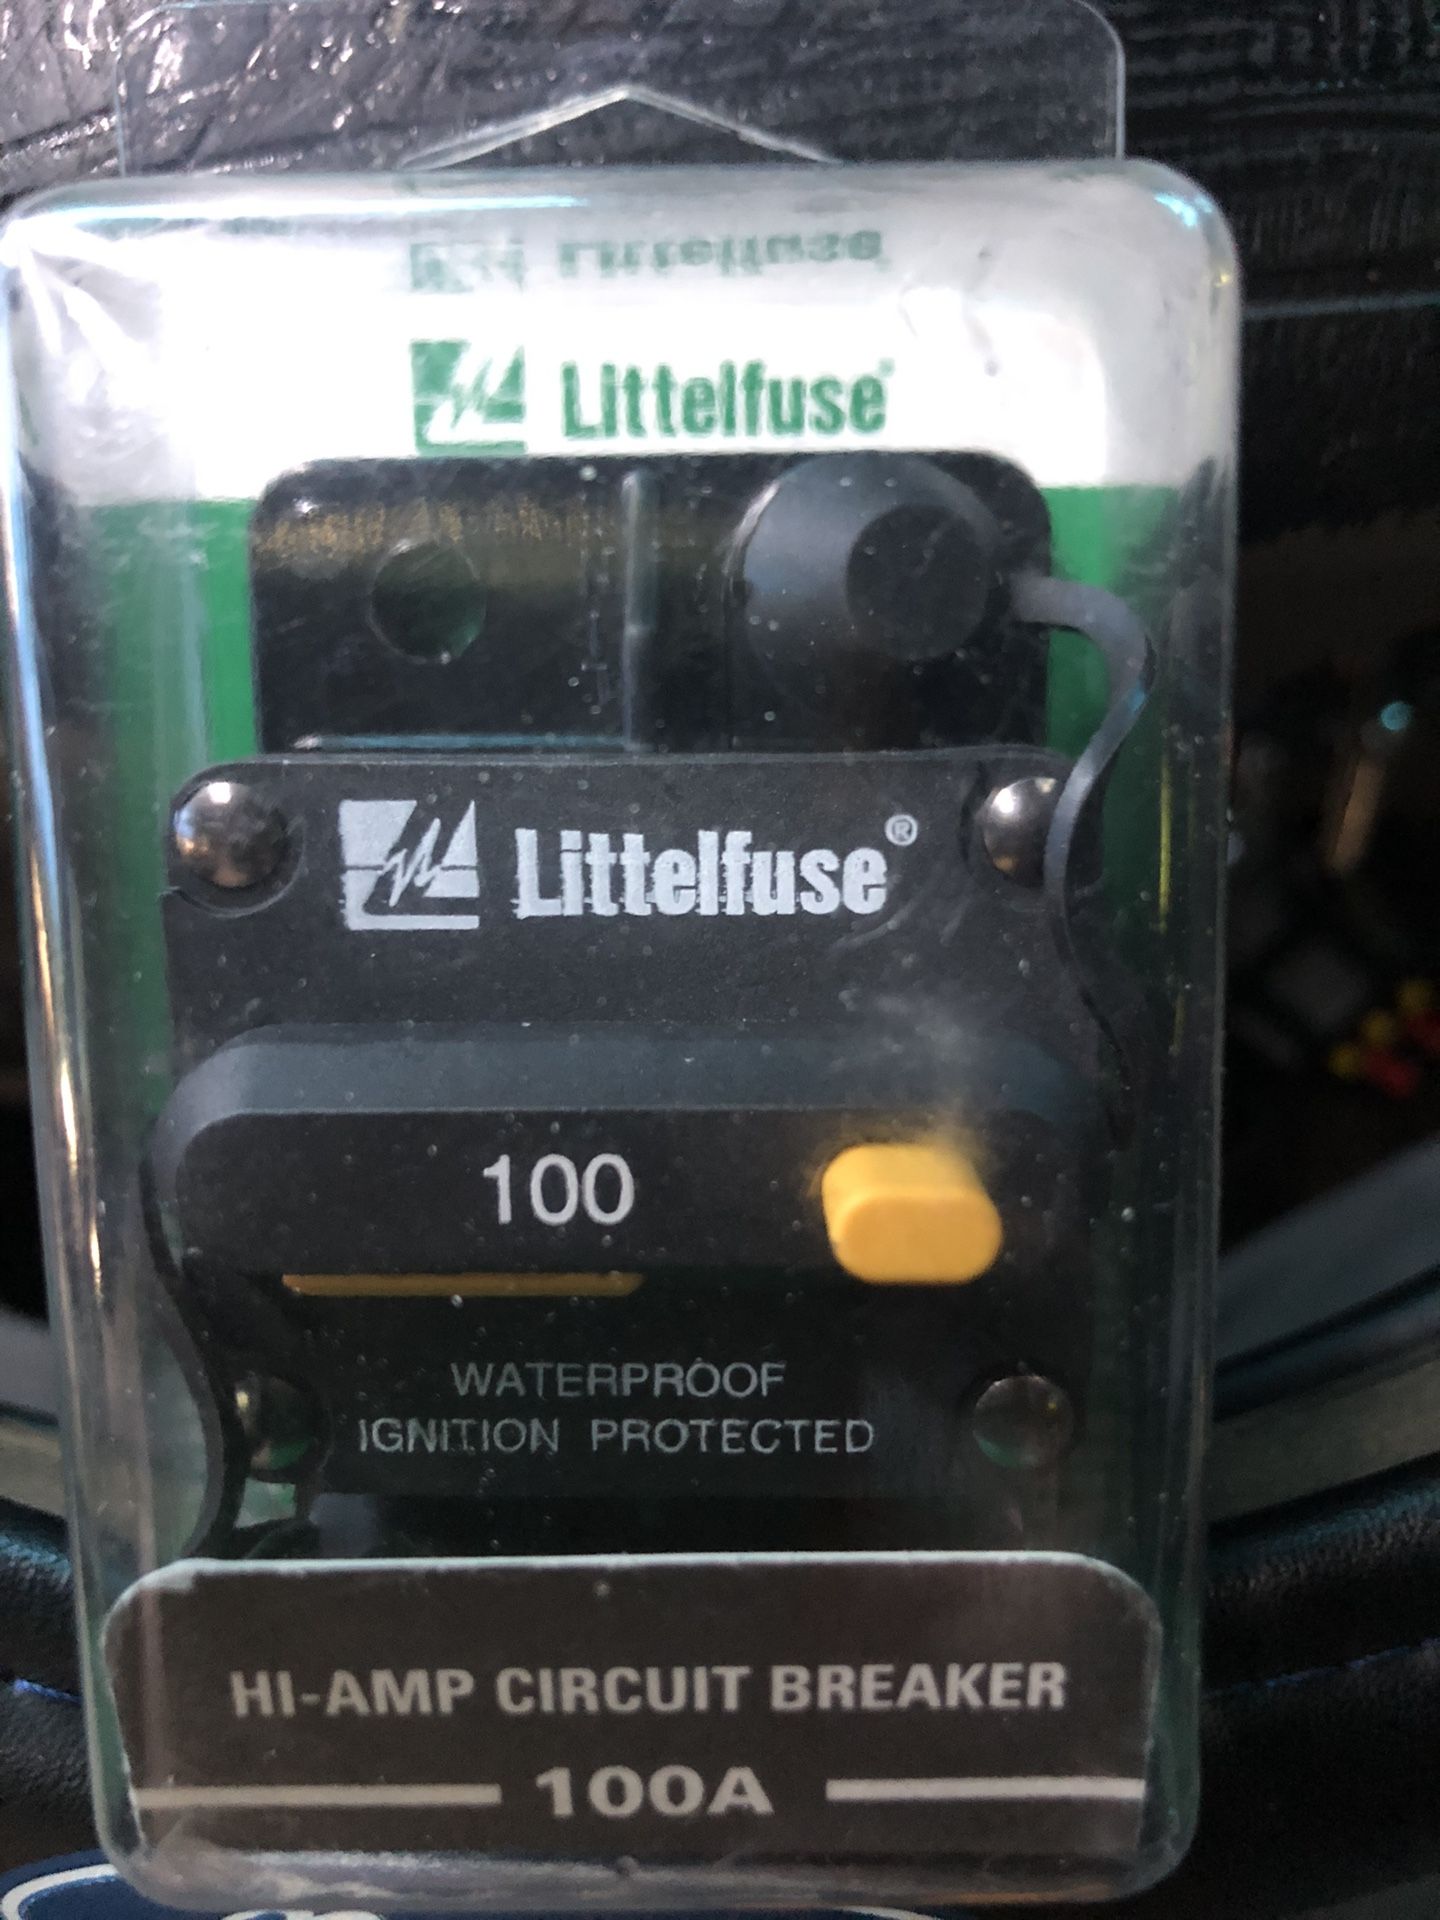 Littelfuse
Littelfuse®
100
WATERPROOF
IGNITION PROTECTED
HI-AMP CIRCUIT BREAKER
100A